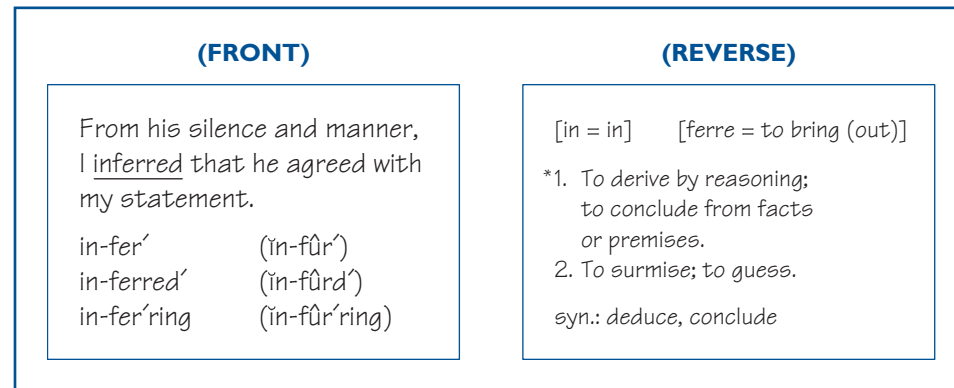 (FRONT)
From his silence and manner,
I inferred that he agreed with
my statement.
in-fer´ (ĭn-fûr´)
in-ferred´ (ĭn-fûrd´)
in-fer´ring (ĭn-fûr´ring)
(REVERSE)
[in = in] [ferre = to bring (out)]
*1. To derive by reasoning;
to conclude from facts
or premises.
2. To surmise; to guess.
syn.: deduce, conclude